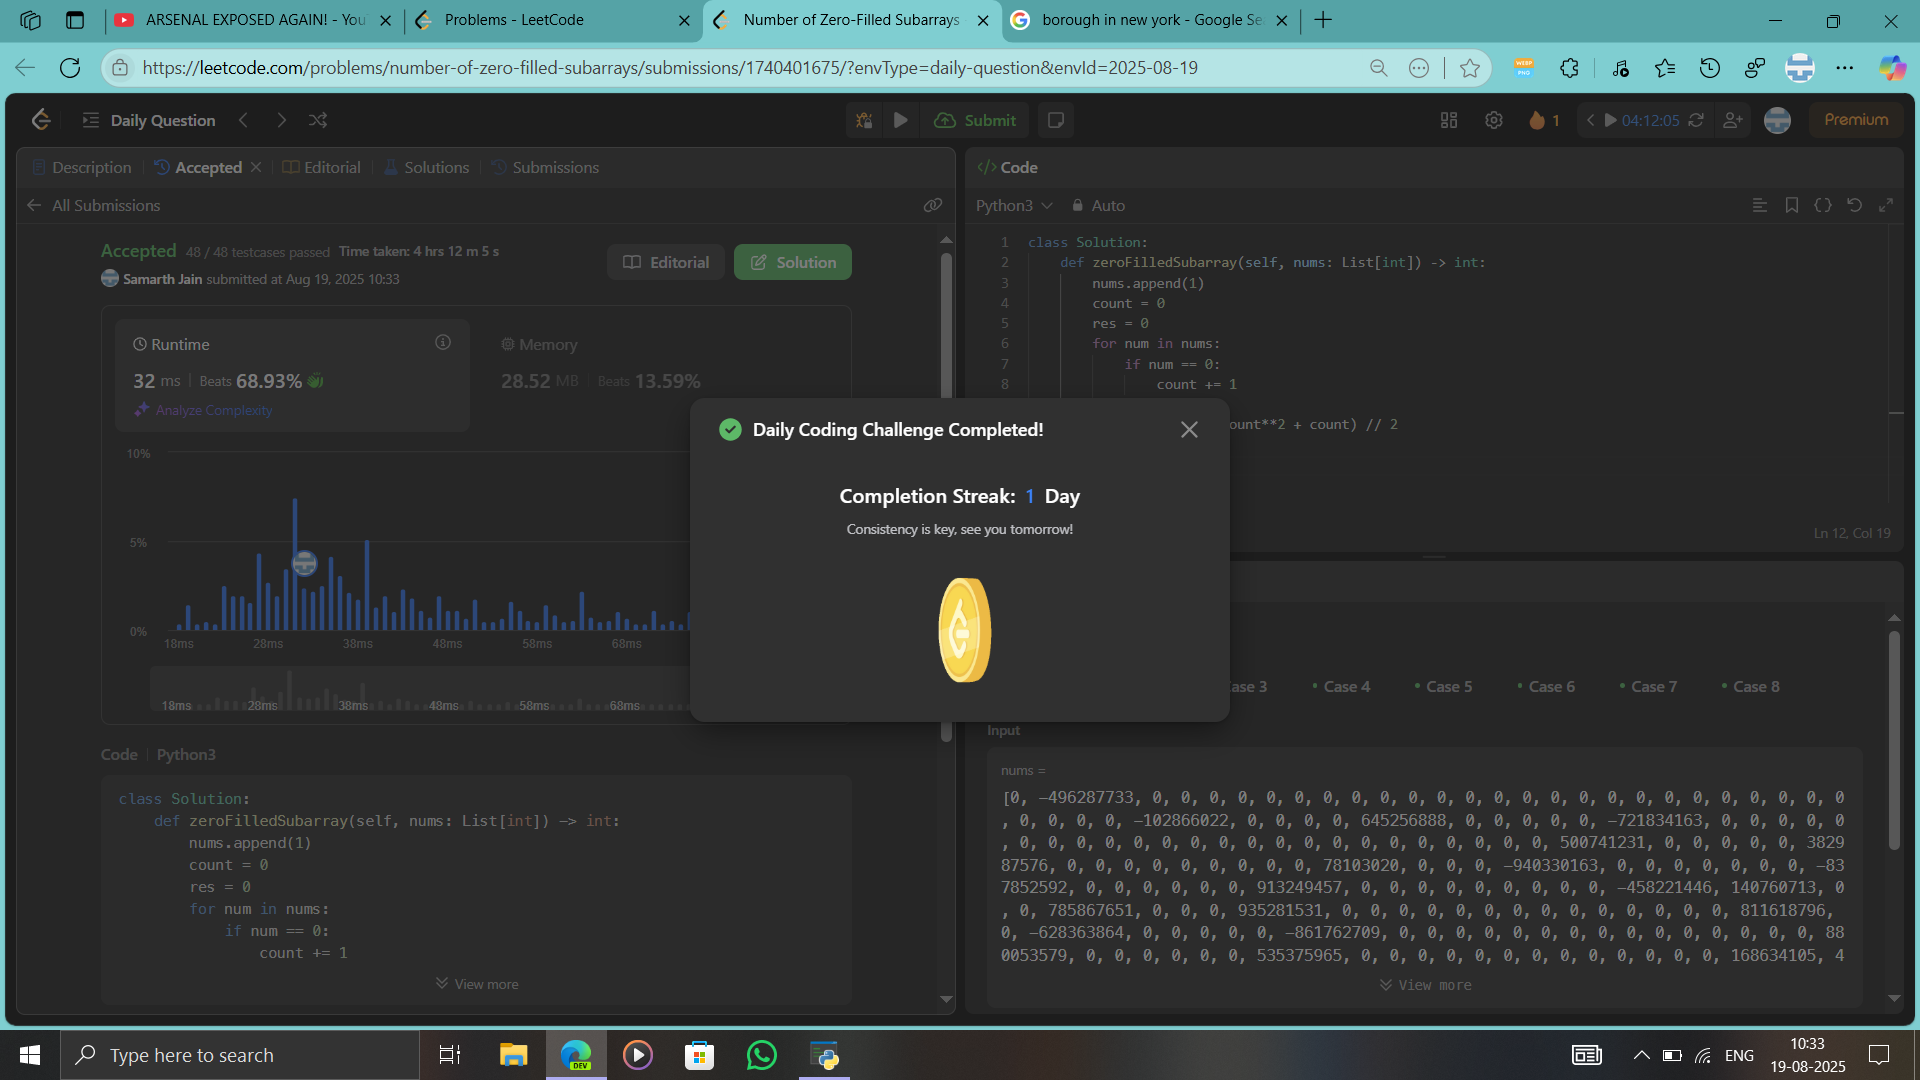 ARSENAL EXPOSED AGAIN! - You
Problems - LeetCode
Number of Zero-Filled Subarrays
borough in new york - Google Se
https://leetcode.com/problems/number-of-zero-filled-subarrays/submissions/1740401675/?envType=daily-question&envId=2025-08-19
Daily Question
Submit
1
04:12:05
Premium
Description
Accepted
Editorial
Solutions
Submissions
All Submissions
Accepted 48 / 48 testcases passed Time taken: 4 hrs 12 m 5 s
Samarth Jain submitted at Aug 19, 2025 10:33
Editorial
Solution
Runtime
32 ms Beats 68.93%
Analyze Complexity
Memory
28.52 MB Beats 13.59%
10%
5%
0%
18ms 28ms 38ms 48ms 58ms 68ms
18ms 28ms 38ms 48ms 58ms 68ms
Code Python3
class Solution:
def zeroFilledSubarray(self, nums: List[int]) -> int:
nums.append(1)
count = 0
res = 0
for num in nums:
if num == 0:
count += 1
View more
Daily Coding Challenge Completed!
Completion Streak: 1 Day
Consistency is key, see you tomorrow!
</> Code
Python3 Auto
1 class Solution:
2 def zeroFilledSubarray(self, nums: List[int]) -> int:
3 nums.append(1)
4 count = 0
5 res = 0
6 for num in nums:
7 if num == 0:
8 count += 1
ount**2 + count) // 2
Ln 12, Col 19
ase 3 Case 4 Case 5 Case 6 Case 7 Case 8
Input
nums =
[0, -496287733, 0, 0, 0, 0, 0, 0, 0, 0, 0, 0, 0, 0, 0, 0, 0, 0, 0, 0, 0, 0, 0, 0, 0, 0, 0
, 0, 0, 0, 0, -102866022, 0, 0, 0, 0, 645256888, 0, 0, 0, 0, 0, -721834163, 0, 0, 0, 0, 0
, 0, 0, 0, 0, 0, 0, 0, 0, 0, 0, 0, 0, 0, 0, 0, 0, 0, 0, 0, 500741231, 0, 0, 0, 0, 0, 3829
87576, 0, 0, 0, 0, 0, 0, 0, 0, 0, 78103020, 0, 0, 0, -940330163, 0, 0, 0, 0, 0, 0, 0, -83
7852592, 0, 0, 0, 0, 0, 0, 913249457, 0, 0, 0, 0, 0, 0, 0, 0, 0, -458221446, 140760713, 0
, 0, 785867651, 0, 0, 0, 935281531, 0, 0, 0, 0, 0, 0, 0, 0, 0, 0, 0, 0, 0, 0, 811618796,
0, -628363864, 0, 0, 0, 0, 0, -861762709, 0, 0, 0, 0, 0, 0, 0, 0, 0, 0, 0, 0, 0, 0, 0, 88
0053579, 0, 0, 0, 0, 0, 0, 535375965, 0, 0, 0, 0, 0, 0, 0, 0, 0, 0, 0, 0, 0, 168634105, 4
View more
Type here to search
DEV
ENG
10:33
19-08-2025